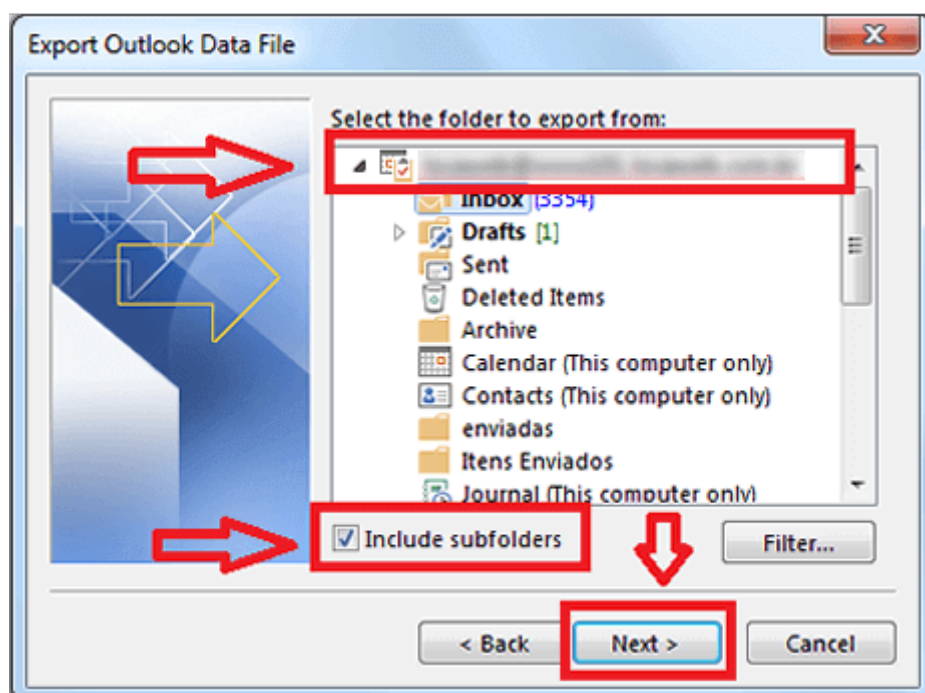 Export Outlook Data File
Select the folder to export from:
Inbox (3354)
Drafts [1]
Sent
Deleted Items
Archive
Calendar (This computer only)
Contacts (This computer only)
enviadas
Itens Enviados
Journal (This computer only)
Include subfolders
Filter...
< Back
Next >
Cancel